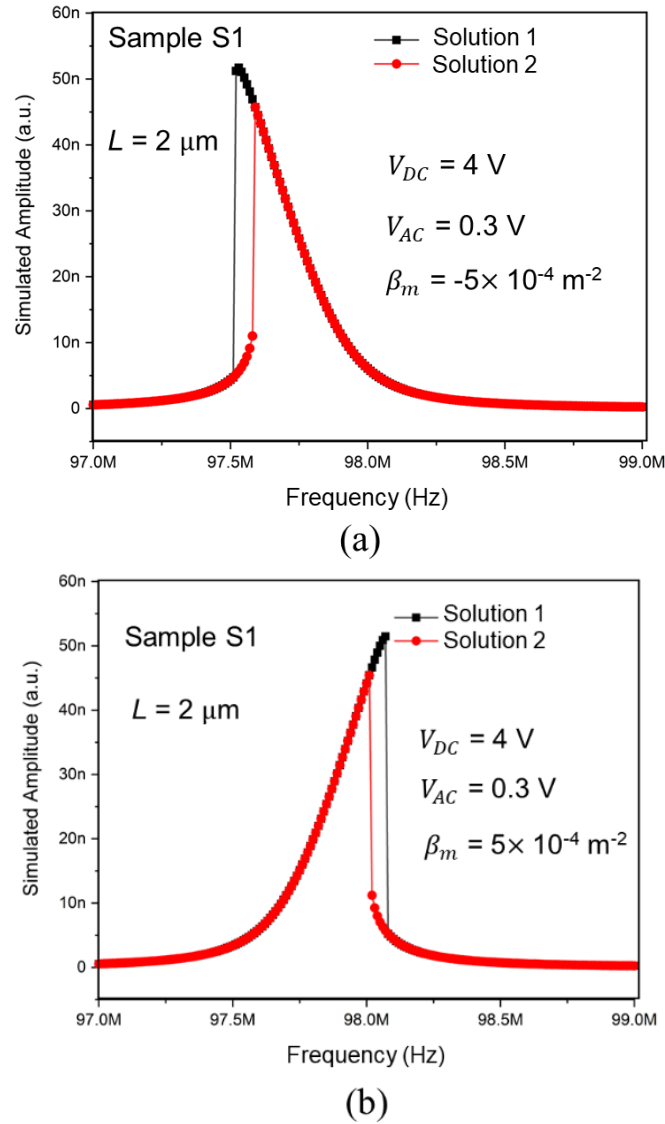 60n
Sample S1
Solution 1
Solution 2
50n
L = 2 μm
40n
V_DC = 4 V
30n
V_AC = 0.3 V
20n
β_m = -5× 10⁻⁴ m⁻²
10n
0
Simulated Amplitude (a.u.)
97.0M 97.5M 98.0M 98.5M 99.0M
Frequency (Hz)
(a)
60n
Solution 1
Sample S1
Solution 2
50n
L = 2 μm
40n
V_DC = 4 V
V_AC = 0.3 V
30n
β_m = 5× 10⁻⁴ m⁻²
20n
10n
0
Simulated Amplitude (a.u.)
97.0M 97.5M 98.0M 98.5M 99.0M
Frequency (Hz)
(b)